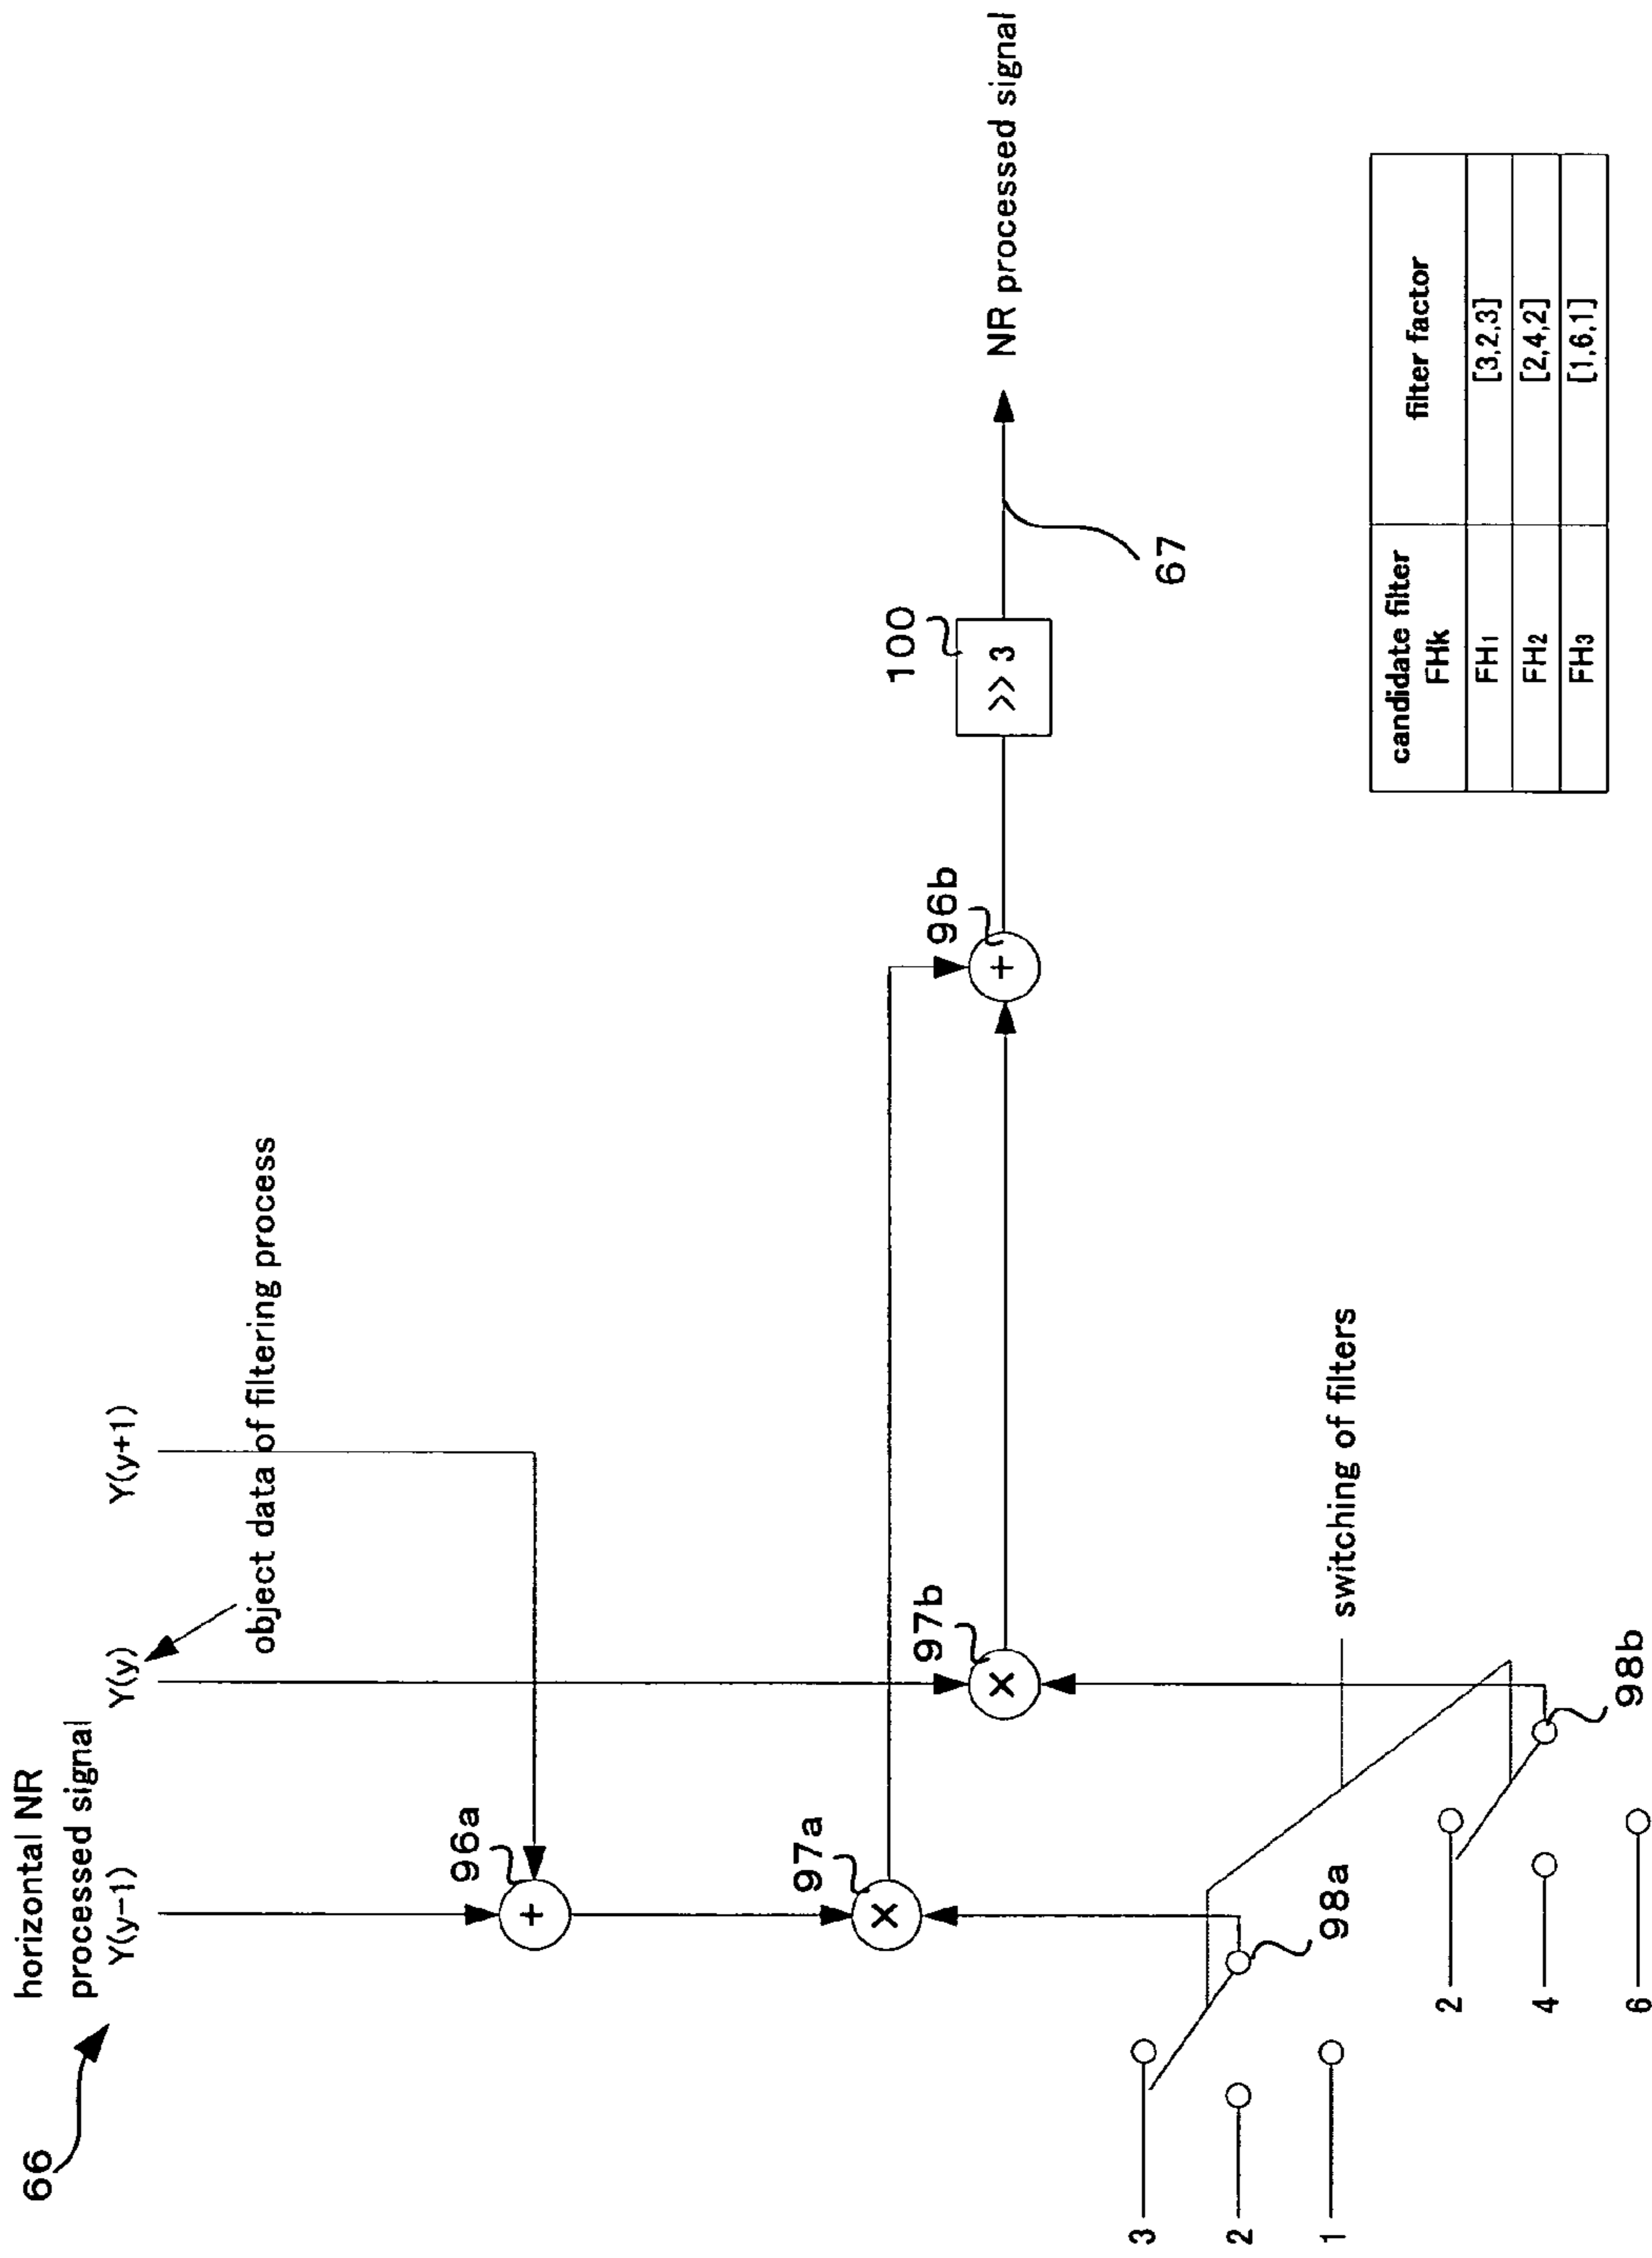 66
horizontal NR
processed signal
Y(y−1)
Y(y)
Y(y+1)
object data of filtering process
96a
+
97a
×
97b
×
96b
+
100
>> 3
67
NR processed signal
3
2
1
98a
switching of filters
2
4
6
98b
candidate filter
FHk
filter factor
FH1
[3,2,3]
FH2
[2,4,2]
FH3
[1,6,1]